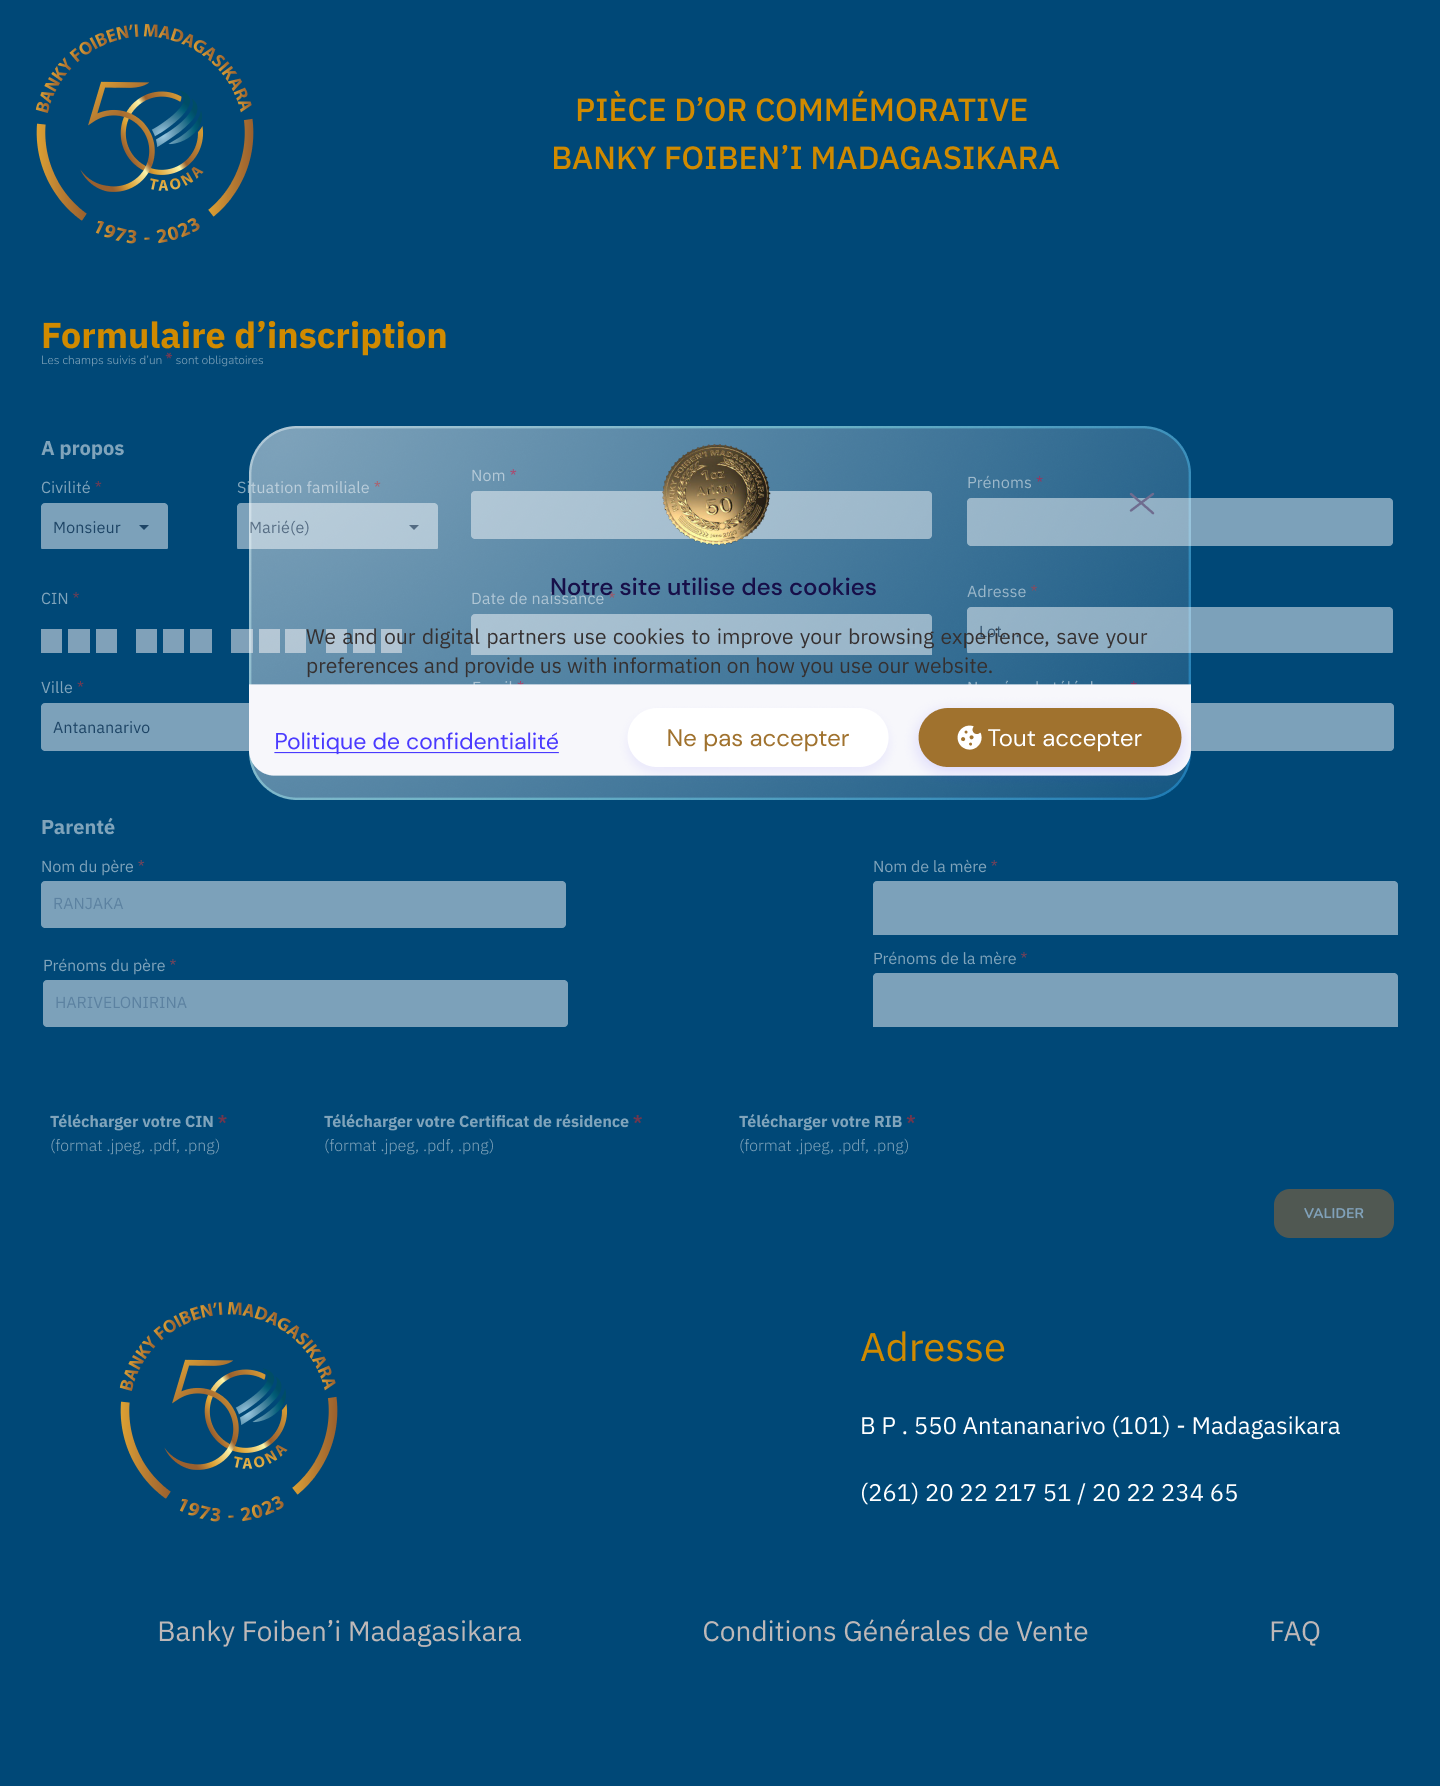 BANKY FOIBEN'I MADAGASIKARA
50
TAONA
1973 - 2023
PIÈCE D'OR COMMÉMORATIVE
BANKY FOIBEN'I MADAGASIKARA
Formulaire d'inscription
Les champs suivis d'un * sont obligatoires
A propos
Civilité *
Situation familiale *
Nom *
Prénoms *
Monsieur
Marié(e)
CIN *
Date de naissance *
Adresse *
Lot
Ville *
Antananarivo
50
Notre site utilise des cookies
We and our digital partners use cookies to improve your browsing experience, save your
preferences and provide us with information on how you use our website.
Politique de confidentialité
Ne pas accepter
Tout accepter
Parenté
Nom du père *
Nom de la mère *
RANJAKA
Prénoms du père *
Prénoms de la mère *
HARIVELONIRINA
Télécharger votre CIN *
(format .jpeg, .pdf, .png)
Télécharger votre Certificat de résidence *
(format .jpeg, .pdf, .png)
Télécharger votre RIB *
(format .jpeg, .pdf, .png)
VALIDER
BANKY FOIBEN'I MADAGASIKARA
50
TAONA
1973 - 2023
Adresse
B P . 550 Antananarivo (101) - Madagasikara
(261) 20 22 217 51 / 20 22 234 65
Banky Foiben'i Madagasikara
Conditions Générales de Vente
FAQ